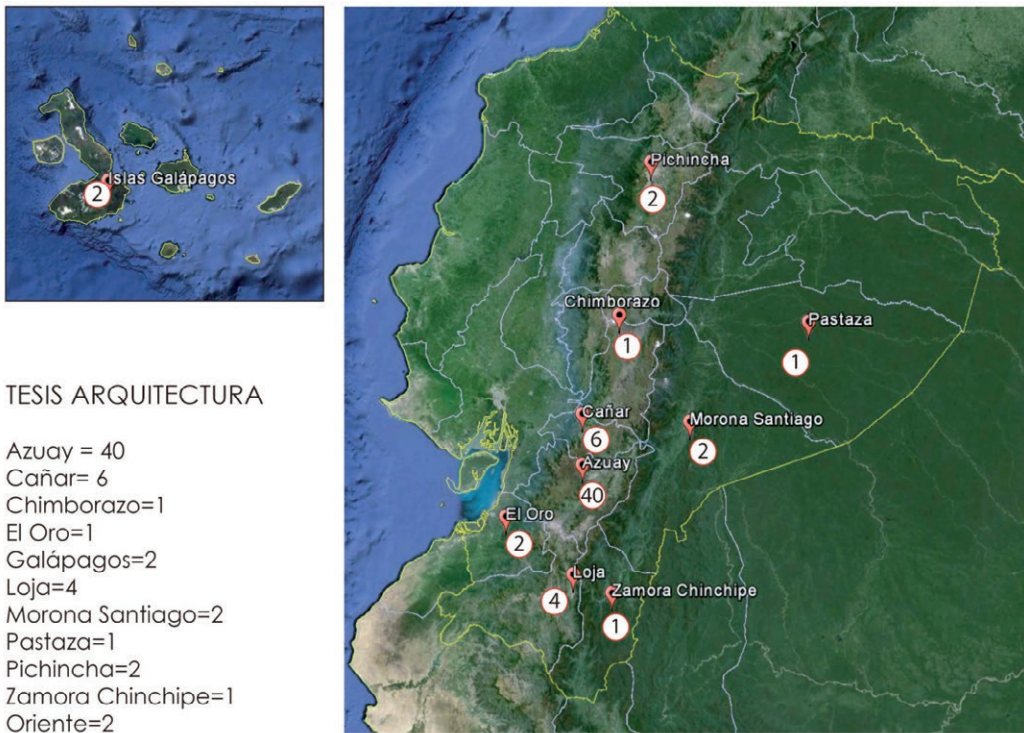 Islas Galápagos
2
TESIS ARQUITECTURA
Azuay = 40
Cañar= 6
Chimborazo=1
El Oro=1
Galápagos=2
Loja=4
Morona Santiago=2
Pastaza=1
Pichincha=2
Zamora Chinchipe=1
Oriente=2
Pichincha
2
Chimborazo
1
Pastaza
1
Cañar
6
Morona Santiago
2
Azuay
40
El Oro
2
Loja
4
Zamora Chinchipe
1